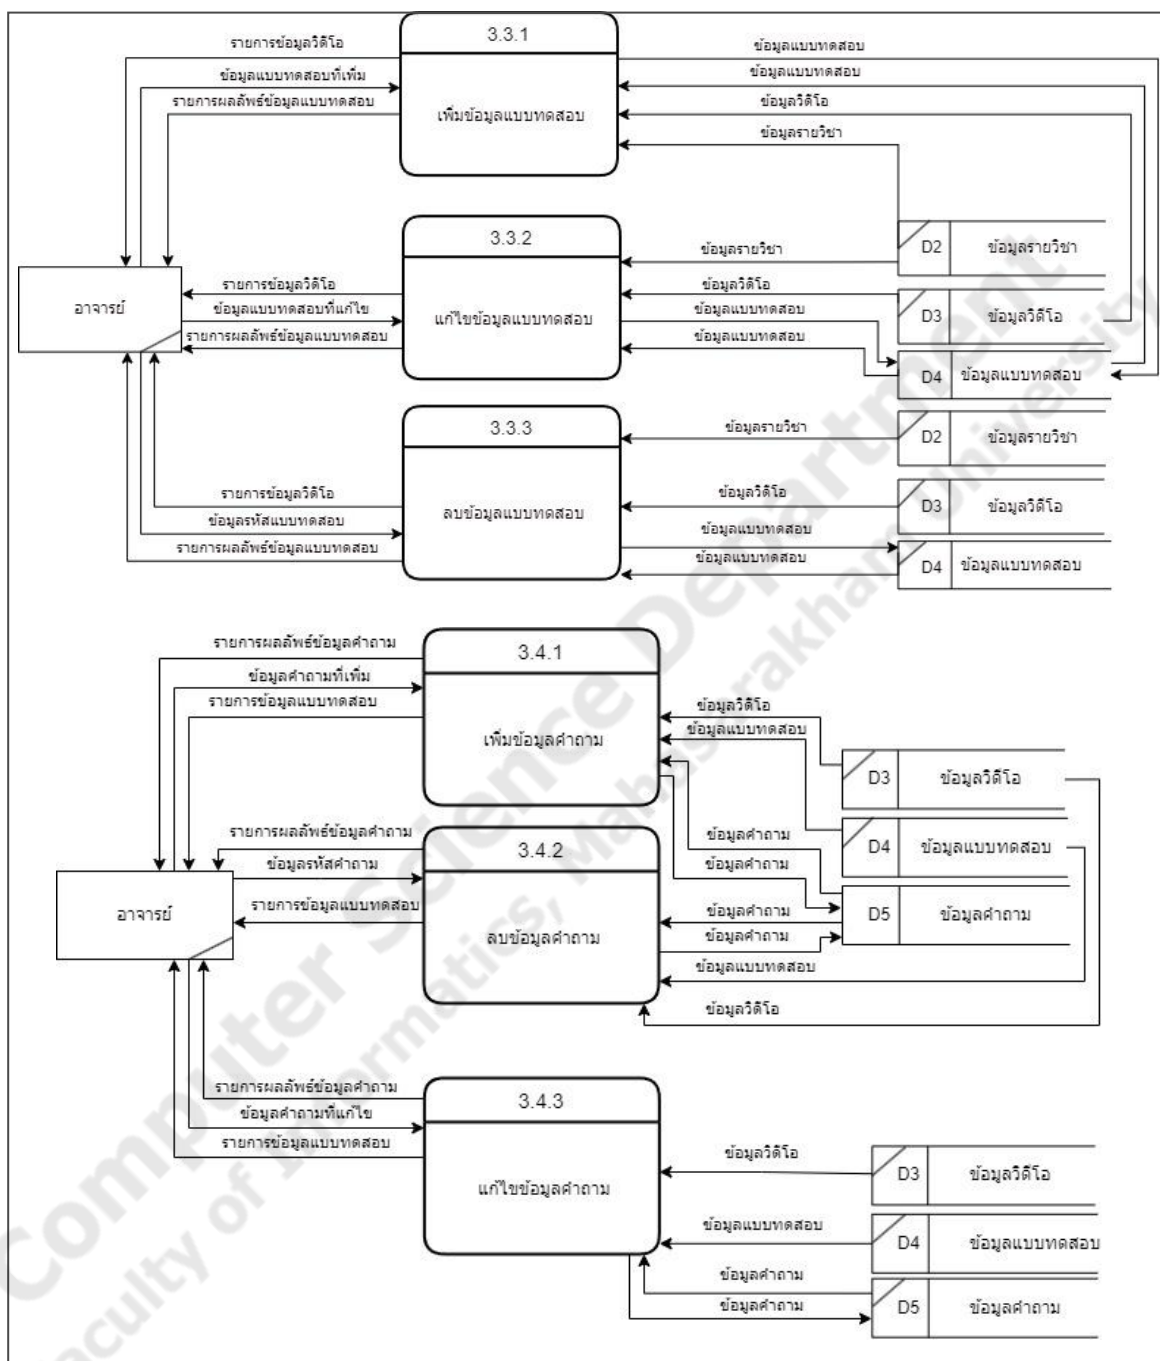 3.3.1
รายการข้อมูลวิดีโอ
ข้อมูลแบบทดสอบ
ข้อมูลแบบทดสอบที่เพิ่ม
ข้อมูลแบบทดสอบ
รายการผลลัพธ์ข้อมูลแบบทดสอบ
ข้อมูลวิดีโอ
เพิ่มข้อมูลแบบทดสอบ
ข้อมูลรายวิชา
3.3.2
ข้อมูลรายวิชา
D2
ข้อมูลรายวิชา
รายการข้อมูลวิดีโอ
ข้อมูลวิดีโอ
อาจารย์
ข้อมูลแบบทดสอบที่แก้ไข
แก้ไขข้อมูลแบบทดสอบ
ข้อมูลแบบทดสอบ
D3
ข้อมูลวิดีโอ
รายการผลลัพธ์ข้อมูลแบบทดสอบ
ข้อมูลแบบทดสอบ
D4
ข้อมูลแบบทดสอบ
3.3.3
ข้อมูลรายวิชา
D2
ข้อมูลรายวิชา
รายการข้อมูลวิดีโอ
ข้อมูลวิดีโอ
D3
ข้อมูลวิดีโอ
ข้อมูลรหัสแบบทดสอบ
ลบข้อมูลแบบทดสอบ
ข้อมูลแบบทดสอบ
รายการผลลัพธ์ข้อมูลแบบทดสอบ
ข้อมูลแบบทดสอบ
D4
ข้อมูลแบบทดสอบ
รายการผลลัพธ์ข้อมูลคำถาม
3.4.1
ข้อมูลคำถามที่เพิ่ม
รายการข้อมูลแบบทดสอบ
ข้อมูลวิดีโอ
ข้อมูลแบบทดสอบ
เพิ่มข้อมูลคำถาม
D3
ข้อมูลวิดีโอ
รายการผลลัพธ์ข้อมูลคำถาม
3.4.2
ข้อมูลคำถาม
D4
ข้อมูลแบบทดสอบ
ข้อมูลรหัสคำถาม
ข้อมูลคำถาม
รายการข้อมูลแบบทดสอบ
อาจารย์
ข้อมูลคำถาม
D5
ข้อมูลคำถาม
ลบข้อมูลคำถาม
ข้อมูลคำถาม
ข้อมูลแบบทดสอบ
ข้อมูลวิดีโอ
รายการผลลัพธ์ข้อมูลคำถาม
3.4.3
ข้อมูลคำถามที่แก้ไข
รายการข้อมูลแบบทดสอบ
ข้อมูลวิดีโอ
D3
ข้อมูลวิดีโอ
แก้ไขข้อมูลคำถาม
ข้อมูลแบบทดสอบ
D4
ข้อมูลแบบทดสอบ
ข้อมูลคำถาม
ข้อมูลคำถาม
D5
ข้อมูลคำถาม
Computer Science Department
Faculty of Informatics, Mahasarakham University